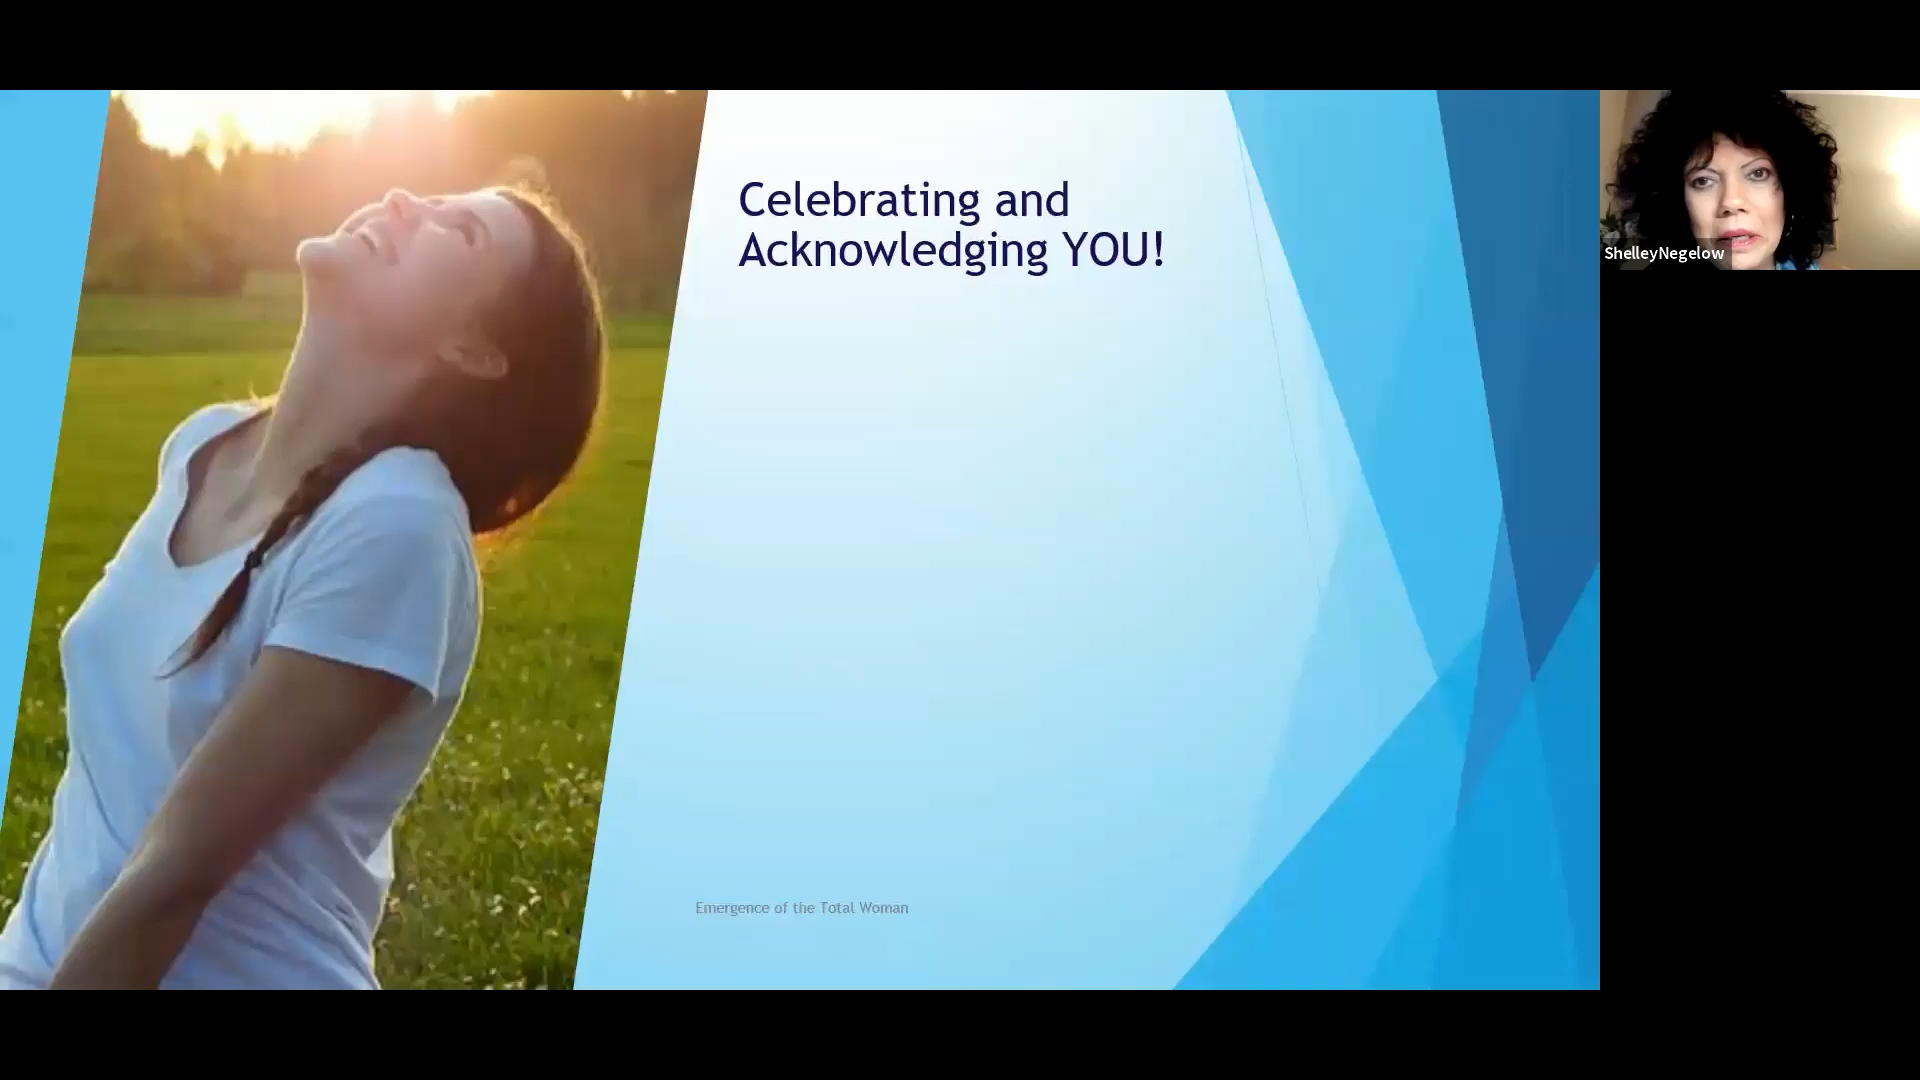 Celebrating and
Acknowledging YOU!
ShelleyNegelow
Emergence of the Total Woman